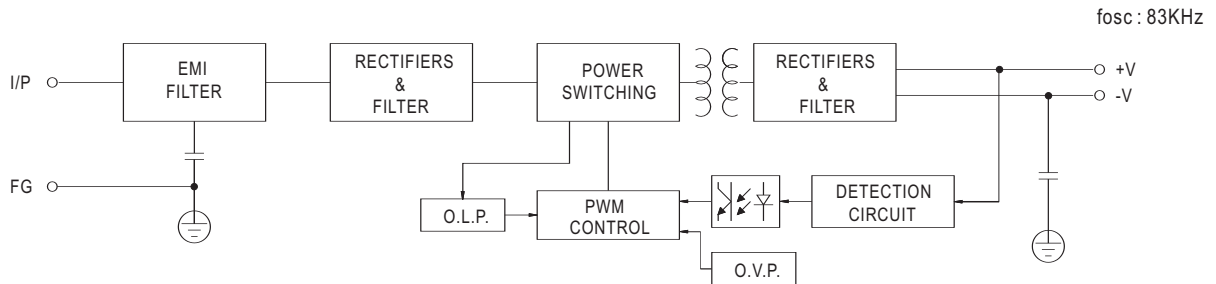 fosc : 83KHz
I/P
EMI
FILTER
RECTIFIERS
&
FILTER
POWER
SWITCHING
RECTIFIERS
&
FILTER
+V
-V
FG
O.L.P.
PWM
CONTROL
DETECTION
CIRCUIT
O.V.P.